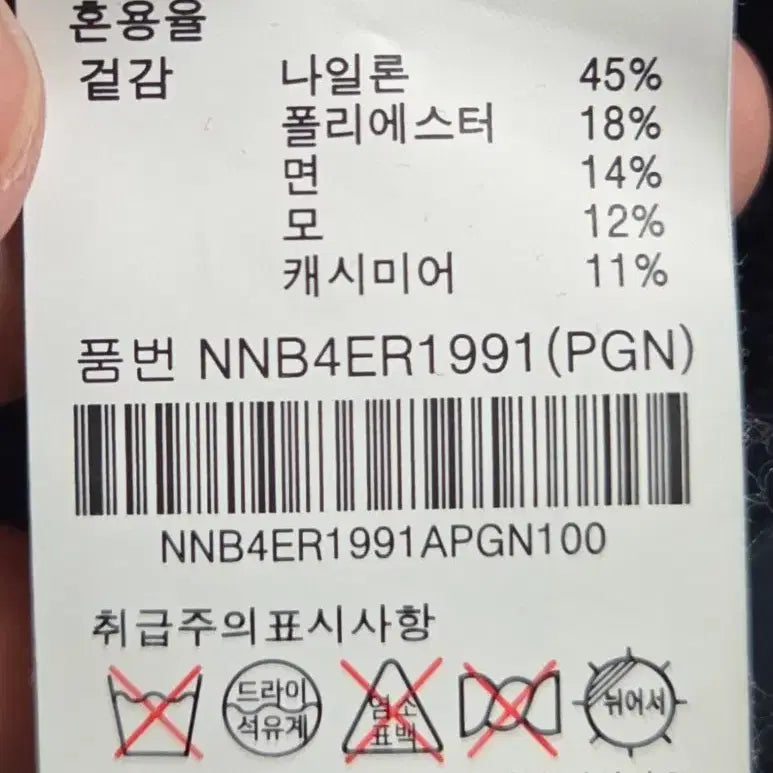 혼용율
겉감 나일론 45%
폴리에스터 18%
면 14%
모 12%
캐시미어 11%
품번 NNB4ER1991(PGN)
NNB4ER1991APGN100
취급주의표시사항
드라이
석유계
염소
표백
뉘어서